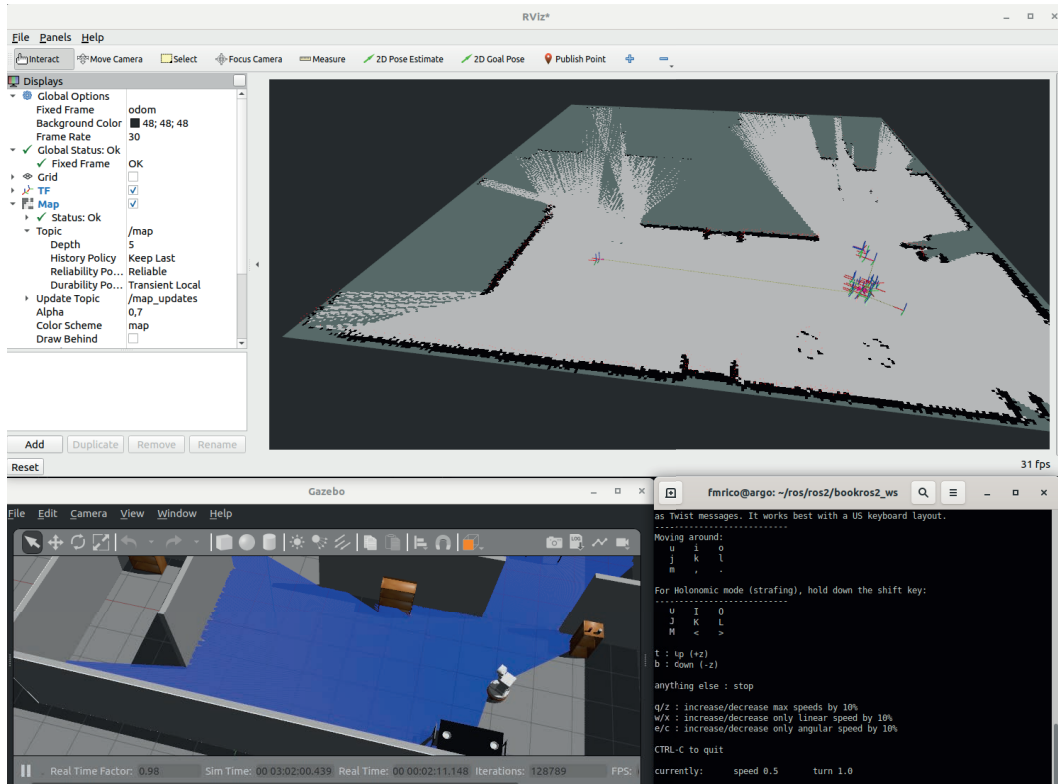 RViz*
File Panels Help
Interact Move Camera Select Focus Camera Measure 2D Pose Estimate 2D Goal Pose Publish Point
Displays
Global Options
Fixed Frame odom
Background Color 48; 48; 48
Frame Rate 30
Global Status: Ok
Fixed Frame OK
Grid
TF
Map
Status: Ok
Topic /map
Depth 5
History Policy Keep Last
Reliability Po... Reliable
Durability Po... Transient Local
Update Topic /map_updates
Alpha 0,7
Color Scheme map
Draw Behind
Add Duplicate Remove Rename
Reset
31 fps
Gazebo
File Edit Camera View Window Help
LOG
Real Time Factor: 0.98 Sim Time: 00 03:02:00.439 Real Time: 00 00:02:11.148 Iterations: 128789 FPS:
fmrico@argo: ~/ros/ros2/bookros2_ws
as Twist messages. It works best with a US keyboard layout.
---------------------------
Moving around:
u i o
j k l
m , .
For Holonomic mode (strafing), hold down the shift key:
---------------------------
U I O
J K L
M < >
t : up (+z)
b : down (-z)
anything else : stop
q/z : increase/decrease max speeds by 10%
w/x : increase/decrease only linear speed by 10%
e/c : increase/decrease only angular speed by 10%
CTRL-C to quit
currently: speed 0.5 turn 1.0